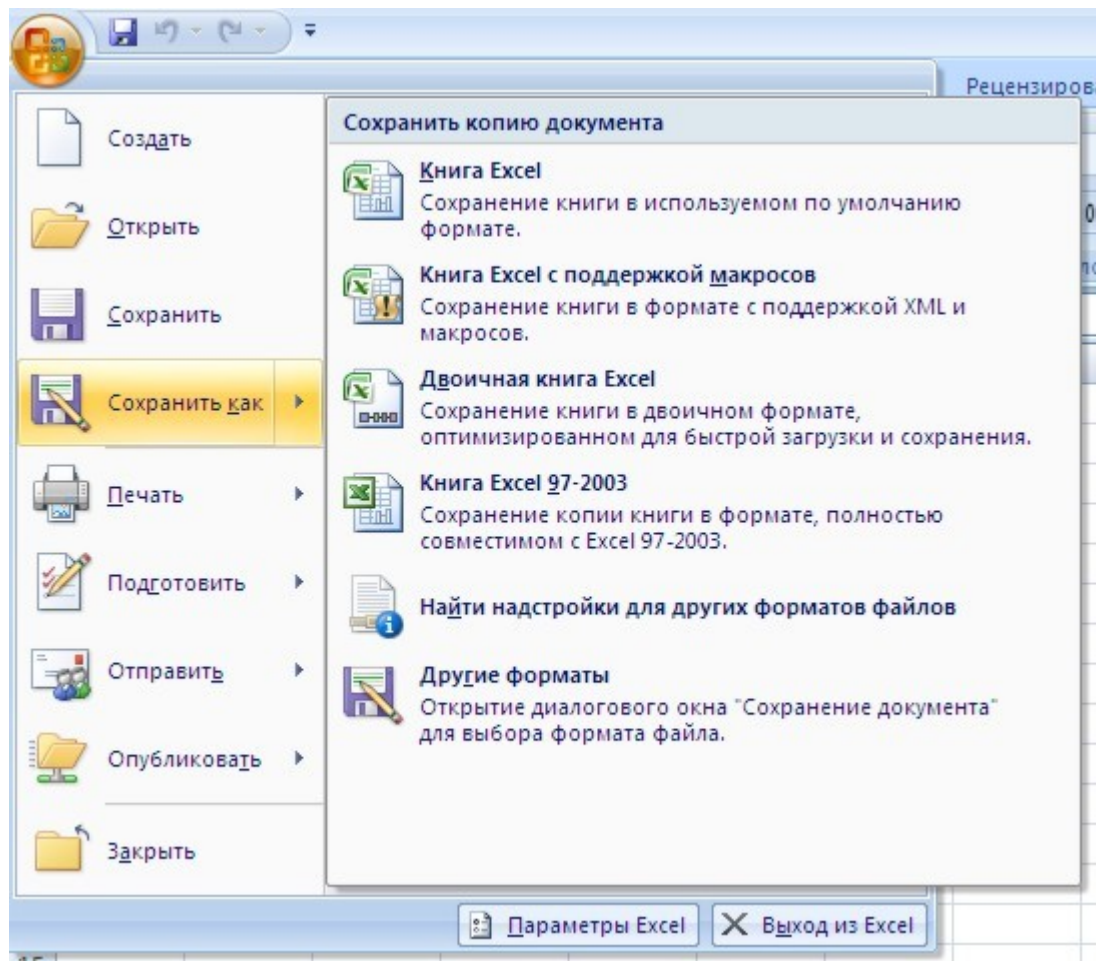 Рецензиров
Создать
Открыть
Сохранить
Сохранить как
Печать
Подготовить
Отправить
Опубликовать
Закрыть
Сохранить копию документа
Книга Excel
Сохранение книги в используемом по умолчанию
формате.
Книга Excel с поддержкой макросов
Сохранение книги в формате с поддержкой XML и
макросов.
Двоичная книга Excel
Сохранение книги в двоичном формате,
оптимизированном для быстрой загрузки и сохранения.
Книга Excel 97-2003
Сохранение копии книги в формате, полностью
совместимом с Excel 97-2003.
Найти надстройки для других форматов файлов
Другие форматы
Открытие диалогового окна "Сохранение документа"
для выбора формата файла.
Параметры Excel
Выход из Excel